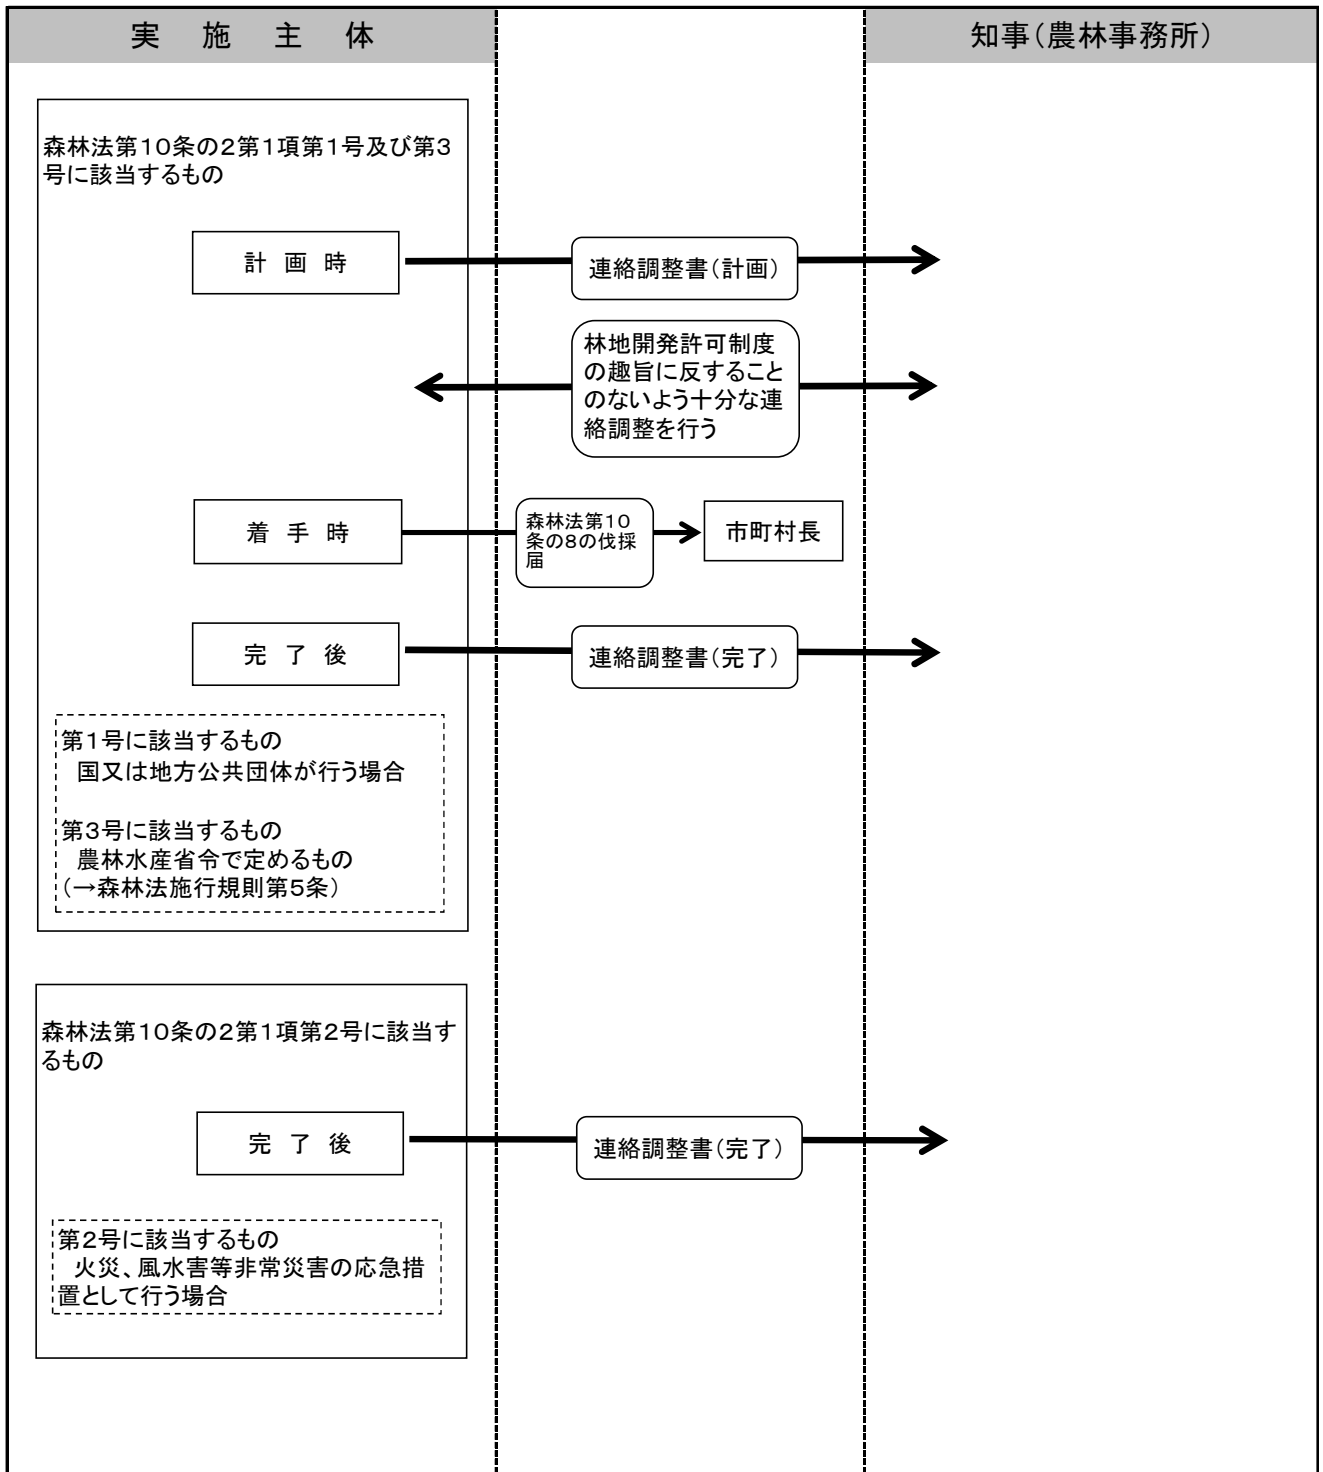 実 施 主 体
知事（農林事務所）
森林法第１０条の２第１項第１号及び第３
号に該当するもの
計 画 時
連絡調整書（計画）
林地開発許可制度
の趣旨に反すること
のないよう十分な連
絡調整を行う
着 手 時
森林法第１０
条の８の伐採
届
市町村長
完 了 後
連絡調整書（完了）
第１号に該当するもの
国又は地方公共団体が行う場合
第３号に該当するもの
農林水産省令で定めるもの
（→森林法施行規則第５条）
森林法第１０条の２第１項第２号に該当す
るもの
完 了 後
連絡調整書（完了）
第２号に該当するもの
火災、風水害等非常災害の応急措
置として行う場合